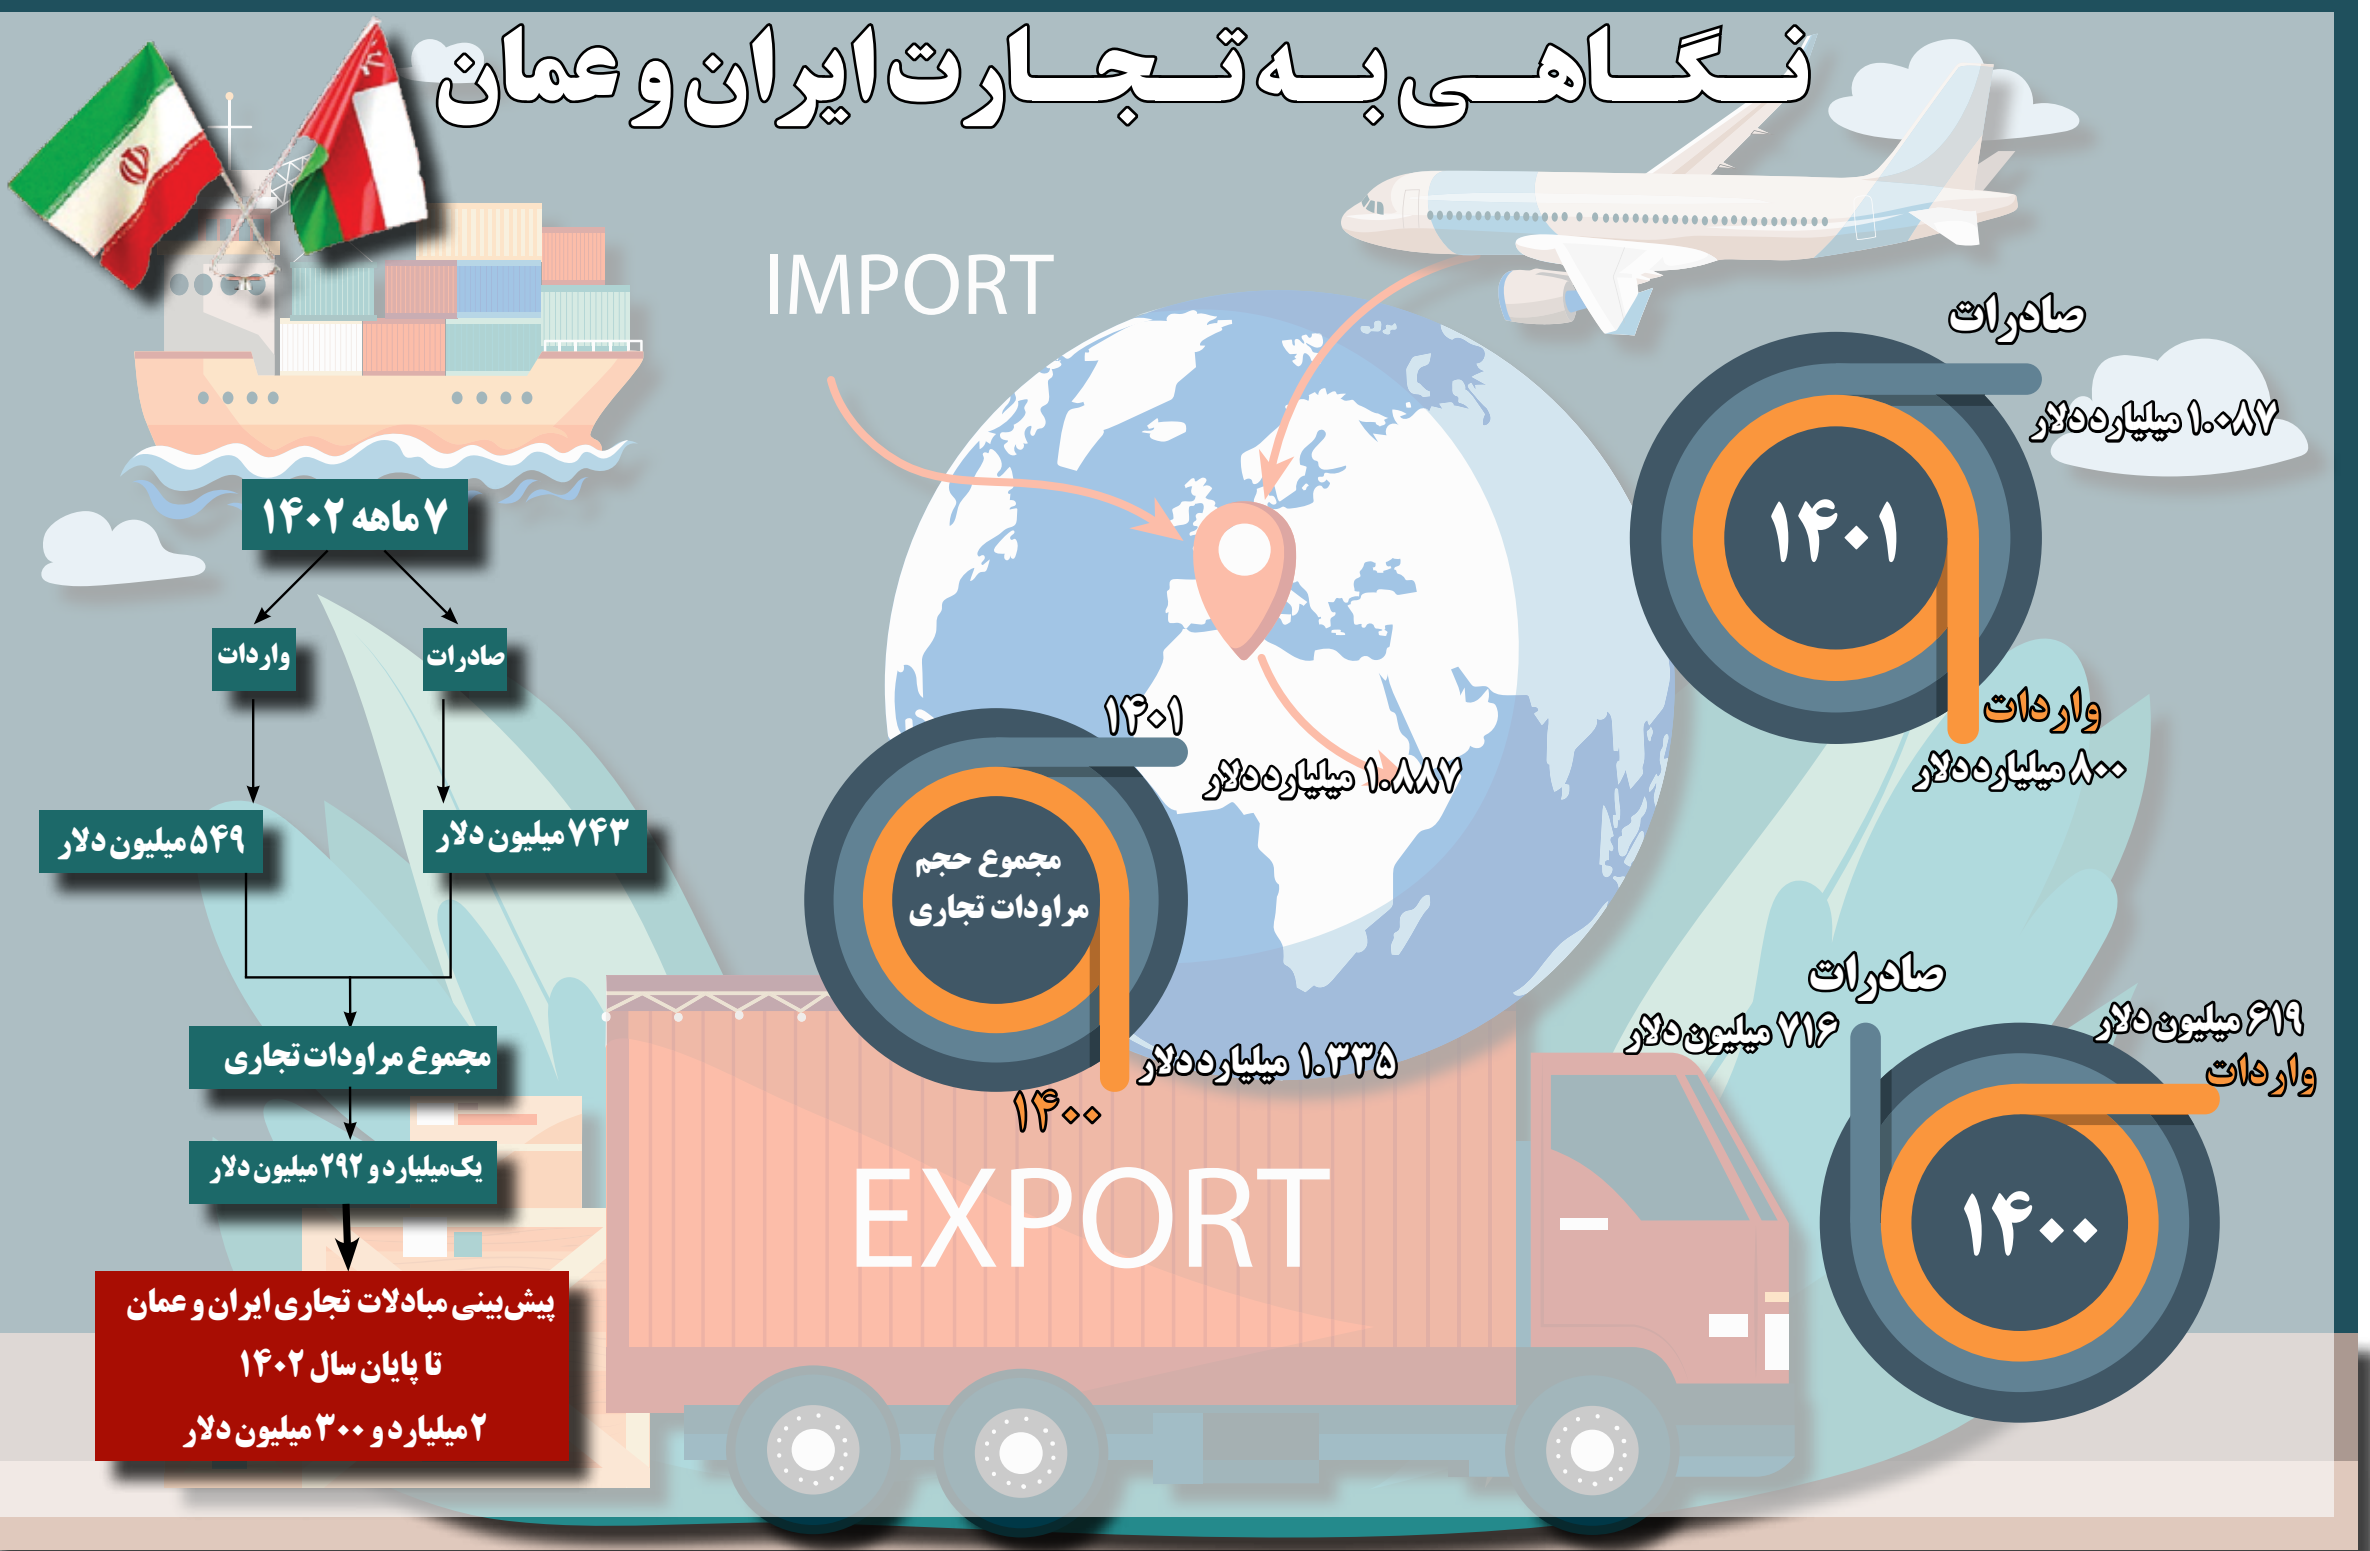 نگاهی به تجارت ایران و عمان
IMPORT
صادرات
۱.۰۸۷ میلیارد دلار
۱۴۰۱
واردات
۸۰۰ میلیارد دلار
صادرات
۷۱۶ میلیون دلار
۶۱۹ میلیون دلار
واردات
۱۴۰۰
۱۴۰۱
۱.۸۸۷ میلیارد دلار
مجموع حجم
مراودات تجاری
۱.۳۳۵ میلیارد دلار
۱۴۰۰
EXPORT
۷ ماهه ۱۴۰۲
صادرات
واردات
۷۴۳ میلیون دلار
۵۴۹ میلیون دلار
مجموع مراودات تجاری
یک‌میلیارد و ۲۹۲ میلیون دلار
پیش‌بینی مبادلات تجاری ایران و عمان
تا پایان سال ۱۴۰۲
۲ میلیارد و ۳۰۰ میلیون دلار